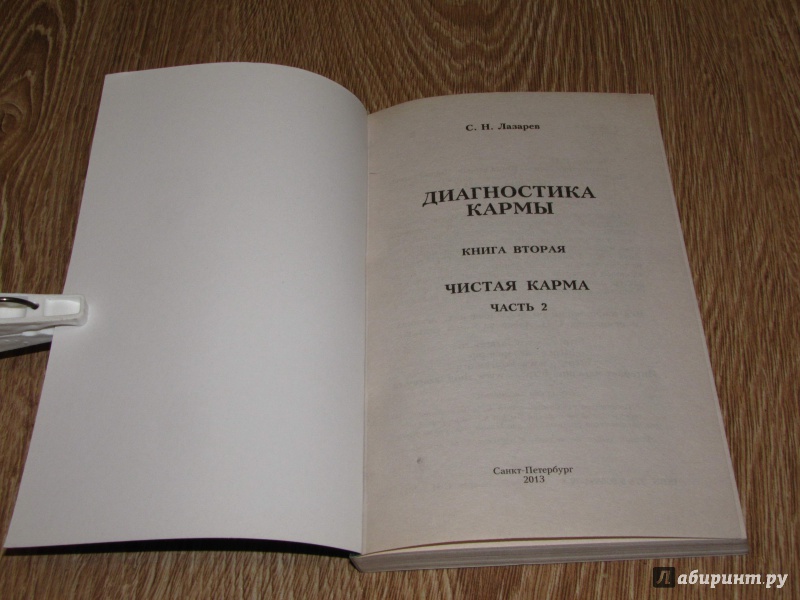 С. Н. Лазарев
ДИАГНОСТИКА
КАРМЫ
КНИГА ВТОРАЯ
ЧИСТАЯ КАРМА
ЧАСТЬ 2
Санкт-Петербург
2013
Лабиринт.ру